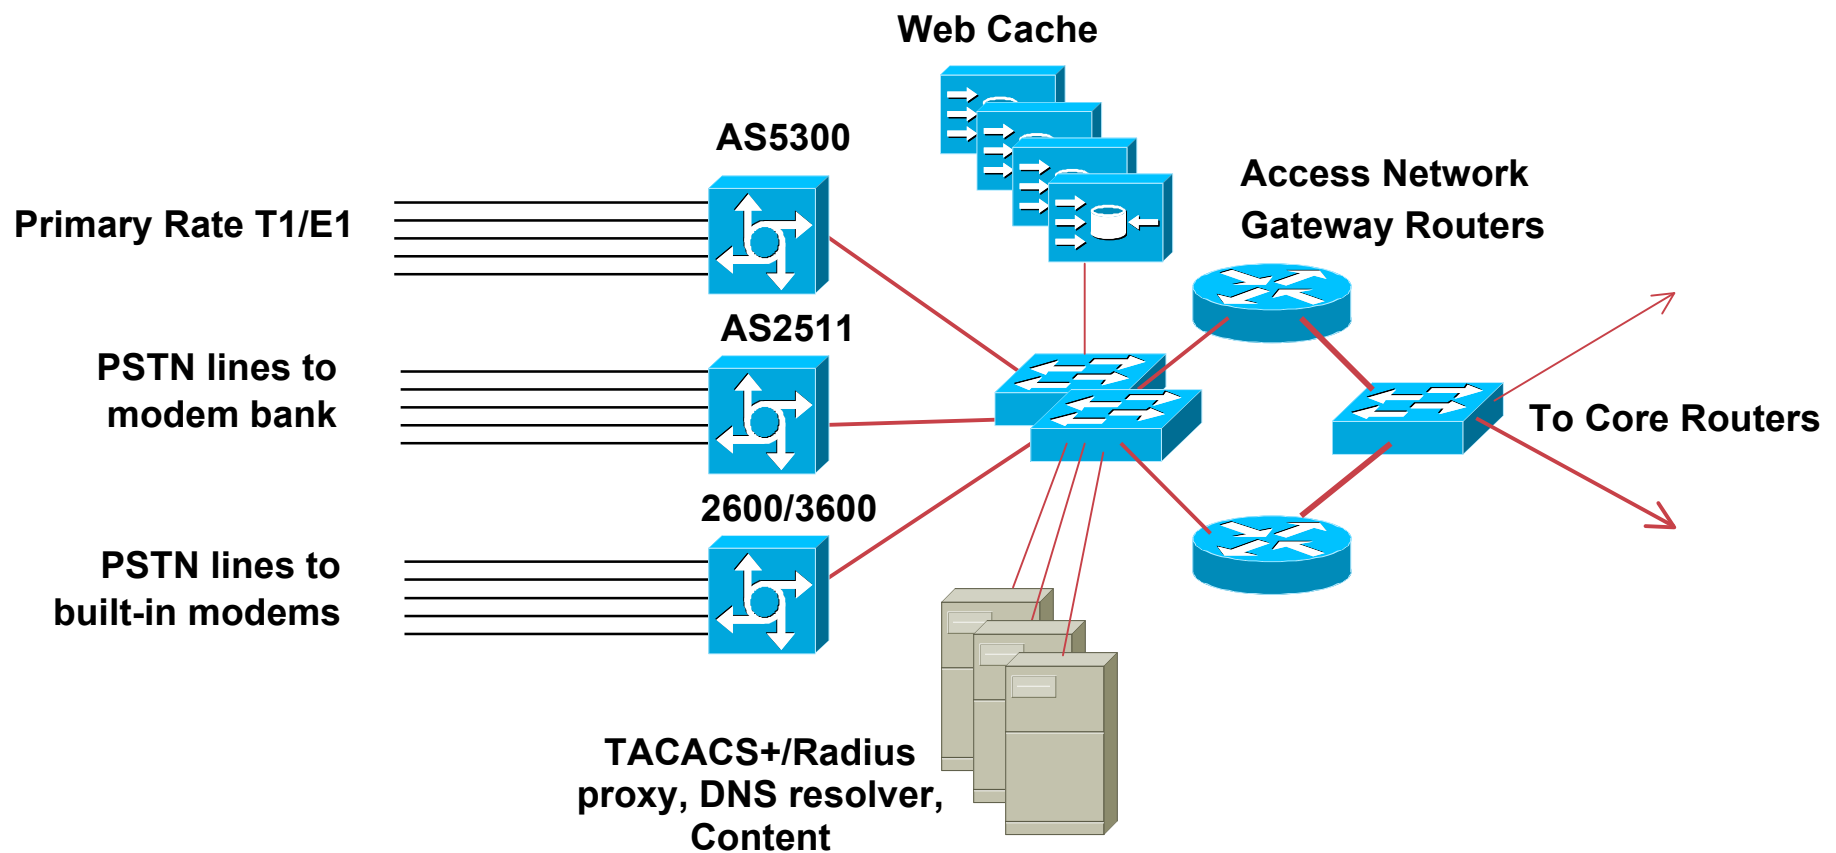 Web Cache
AS5300
Access Network
Gateway Routers
Primary Rate T1/E1
AS2511
PSTN lines to
modem bank
To Core Routers
2600/3600
PSTN lines to
built-in modems
TACACS+/Radius
proxy, DNS resolver,
Content